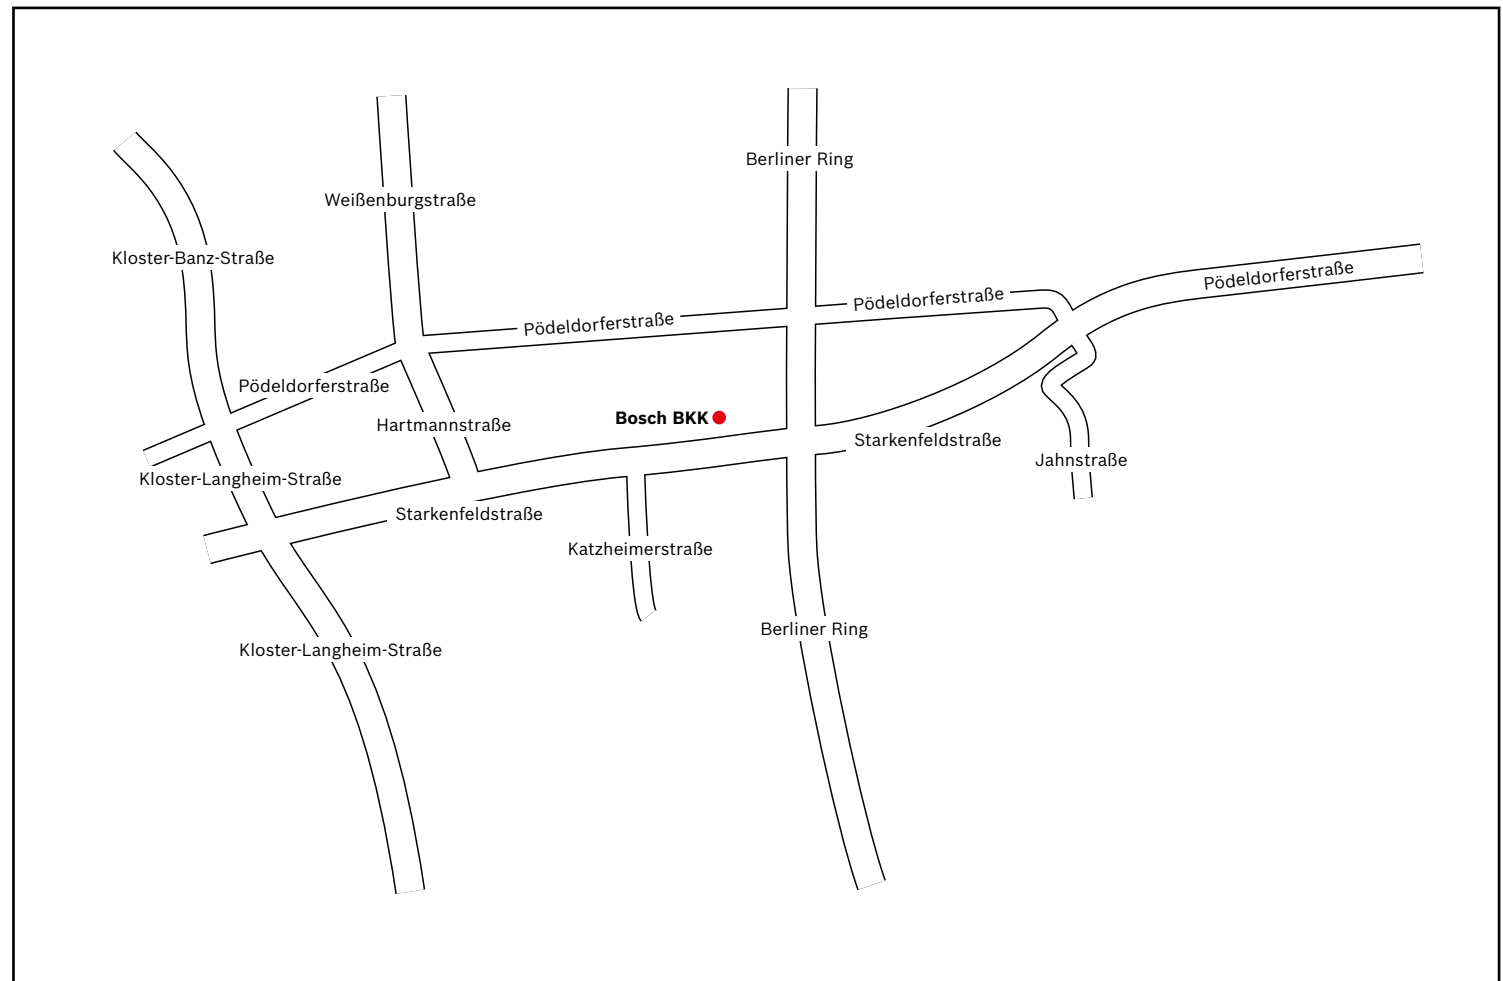 Berliner Ring
Weißenburgstraße
Kloster-Banz-Straße
Pödeldorferstraße
Pödeldorferstraße
Pödeldorferstraße
Pödeldorferstraße
Bosch BKK
Hartmannstraße
Starkenfeldstraße
Jahnstraße
Kloster-Langheim-Straße
Starkenfeldstraße
Katzheimerstraße
Berliner Ring
Kloster-Langheim-Straße